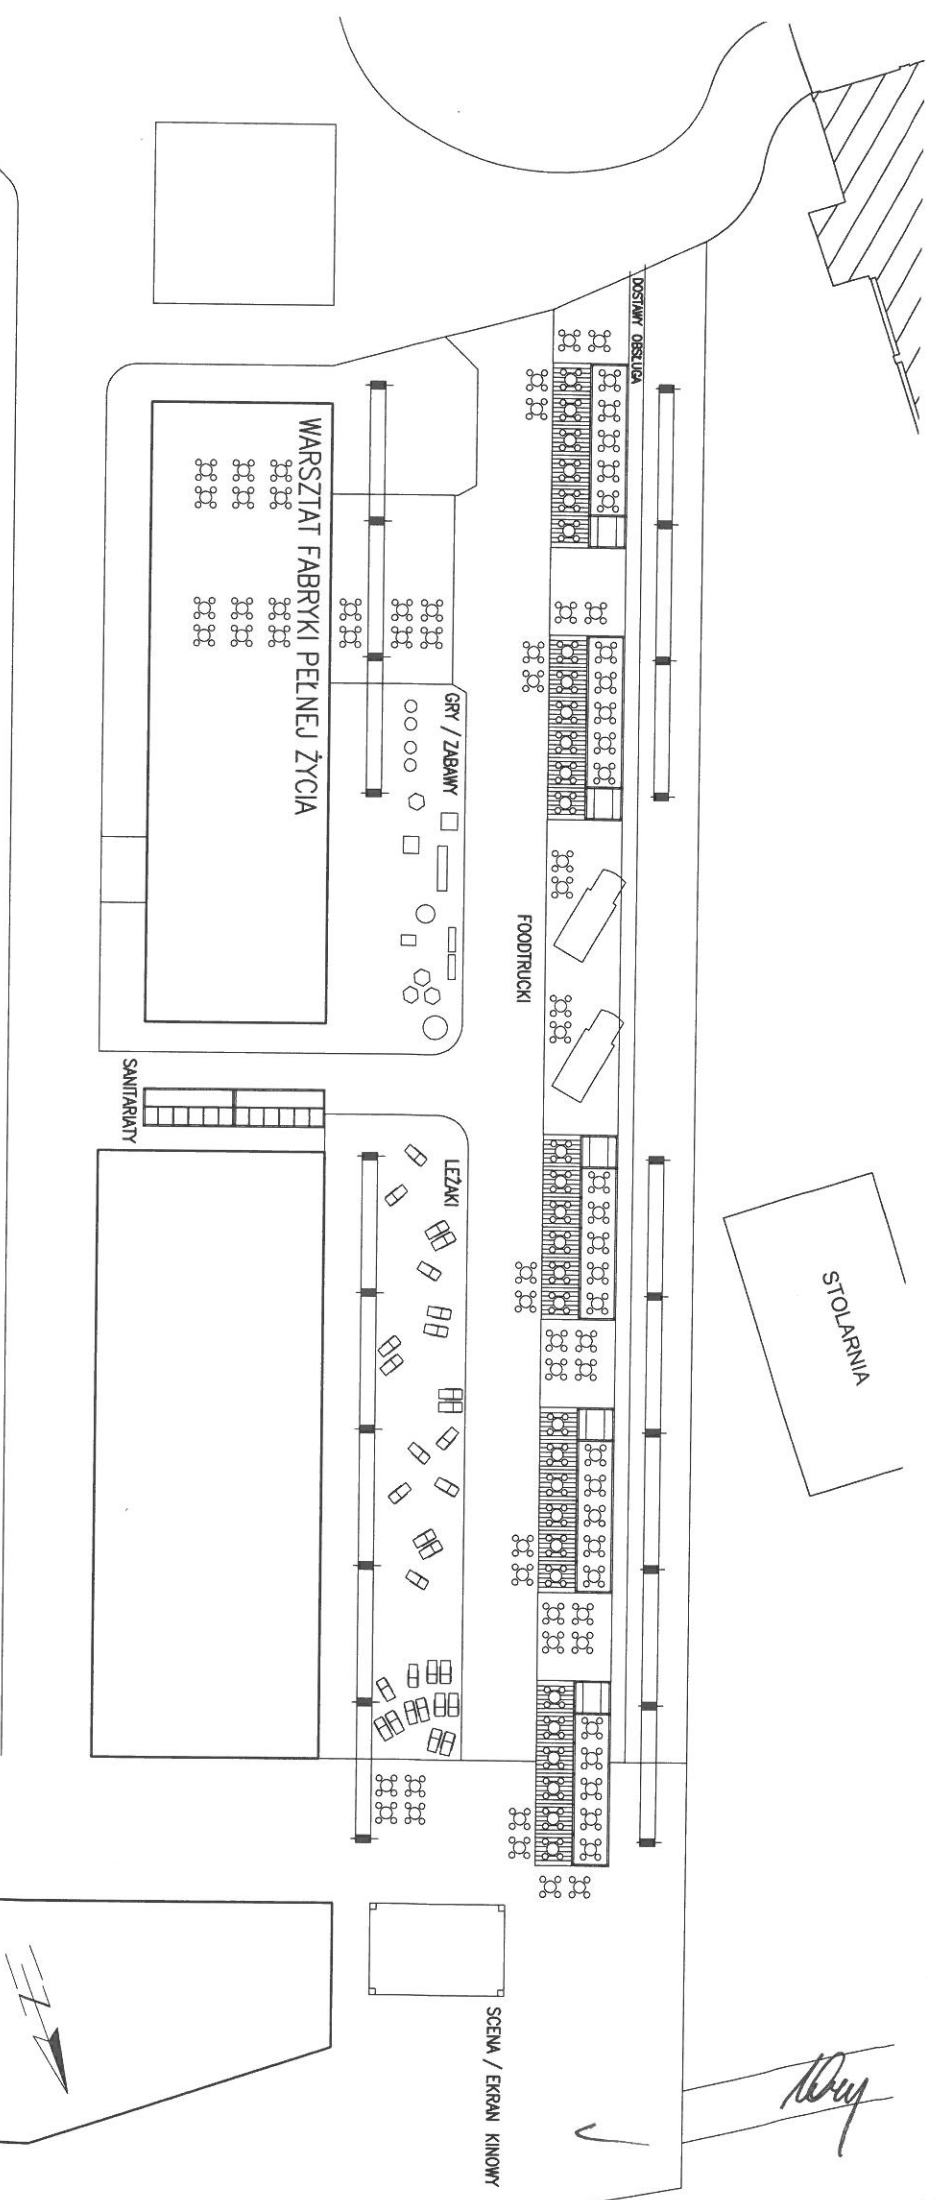 DOSTAWY OBSŁUGA
WARSZTAT FABRYKI PEŁNEJ ŻYCIA
GRY / ZABAWY
FOODTRUCKI
SANITARIATY
LEŻAKI
STOLARNIA
SCENA / EKRAN KINOWY
N